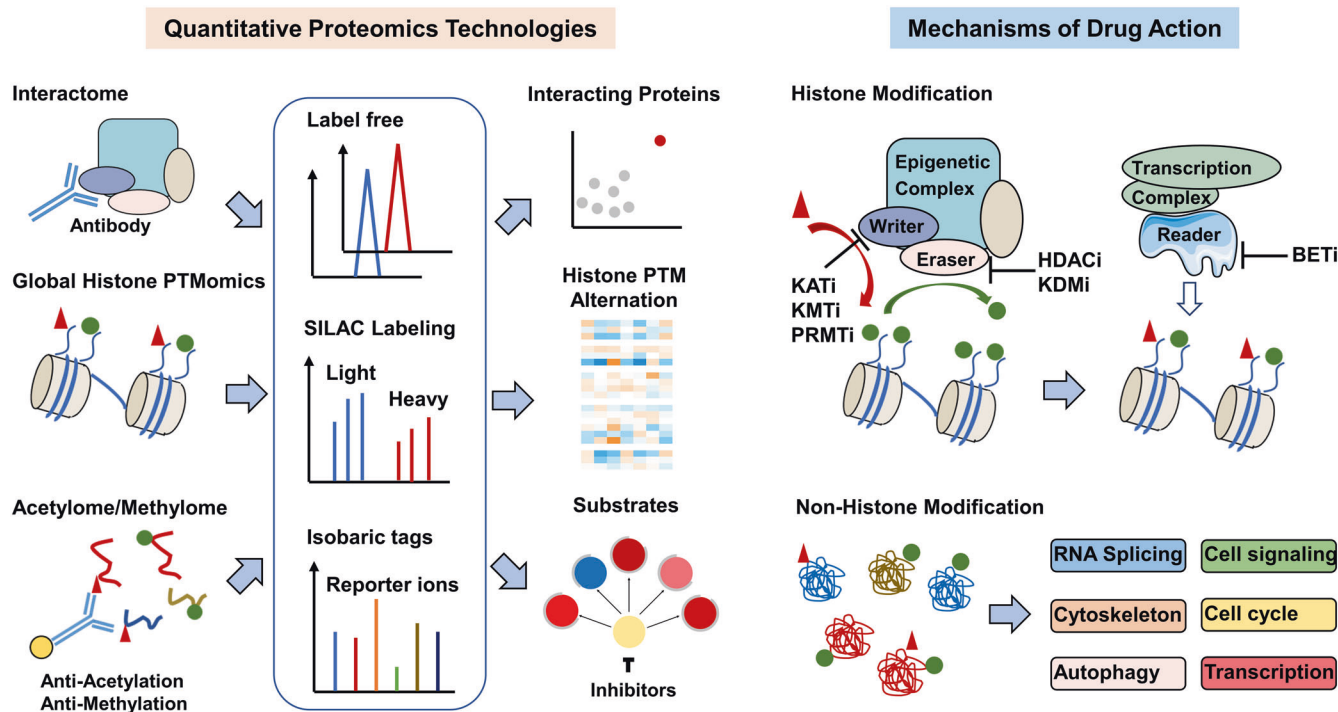 Quantitative Proteomics Technologies
Mechanisms of Drug Action
Interactome
Antibody
Global Histone PTMomics
Acetylome/Methylome
Anti-Acetylation
Anti-Methylation
Label free
SILAC Labeling
Light
Heavy
Isobaric tags
Reporter ions
Interacting Proteins
Histone PTM
Alternation
Substrates
Inhibitors
Histone Modification
Epigenetic
Complex
Writer
Eraser
KATi
KMTi
PRMTi
HDACi
KDMi
Transcription
Complex
Reader
BETi
Non-Histone Modification
RNA Splicing
Cell signaling
Cytoskeleton
Cell cycle
Autophagy
Transcription